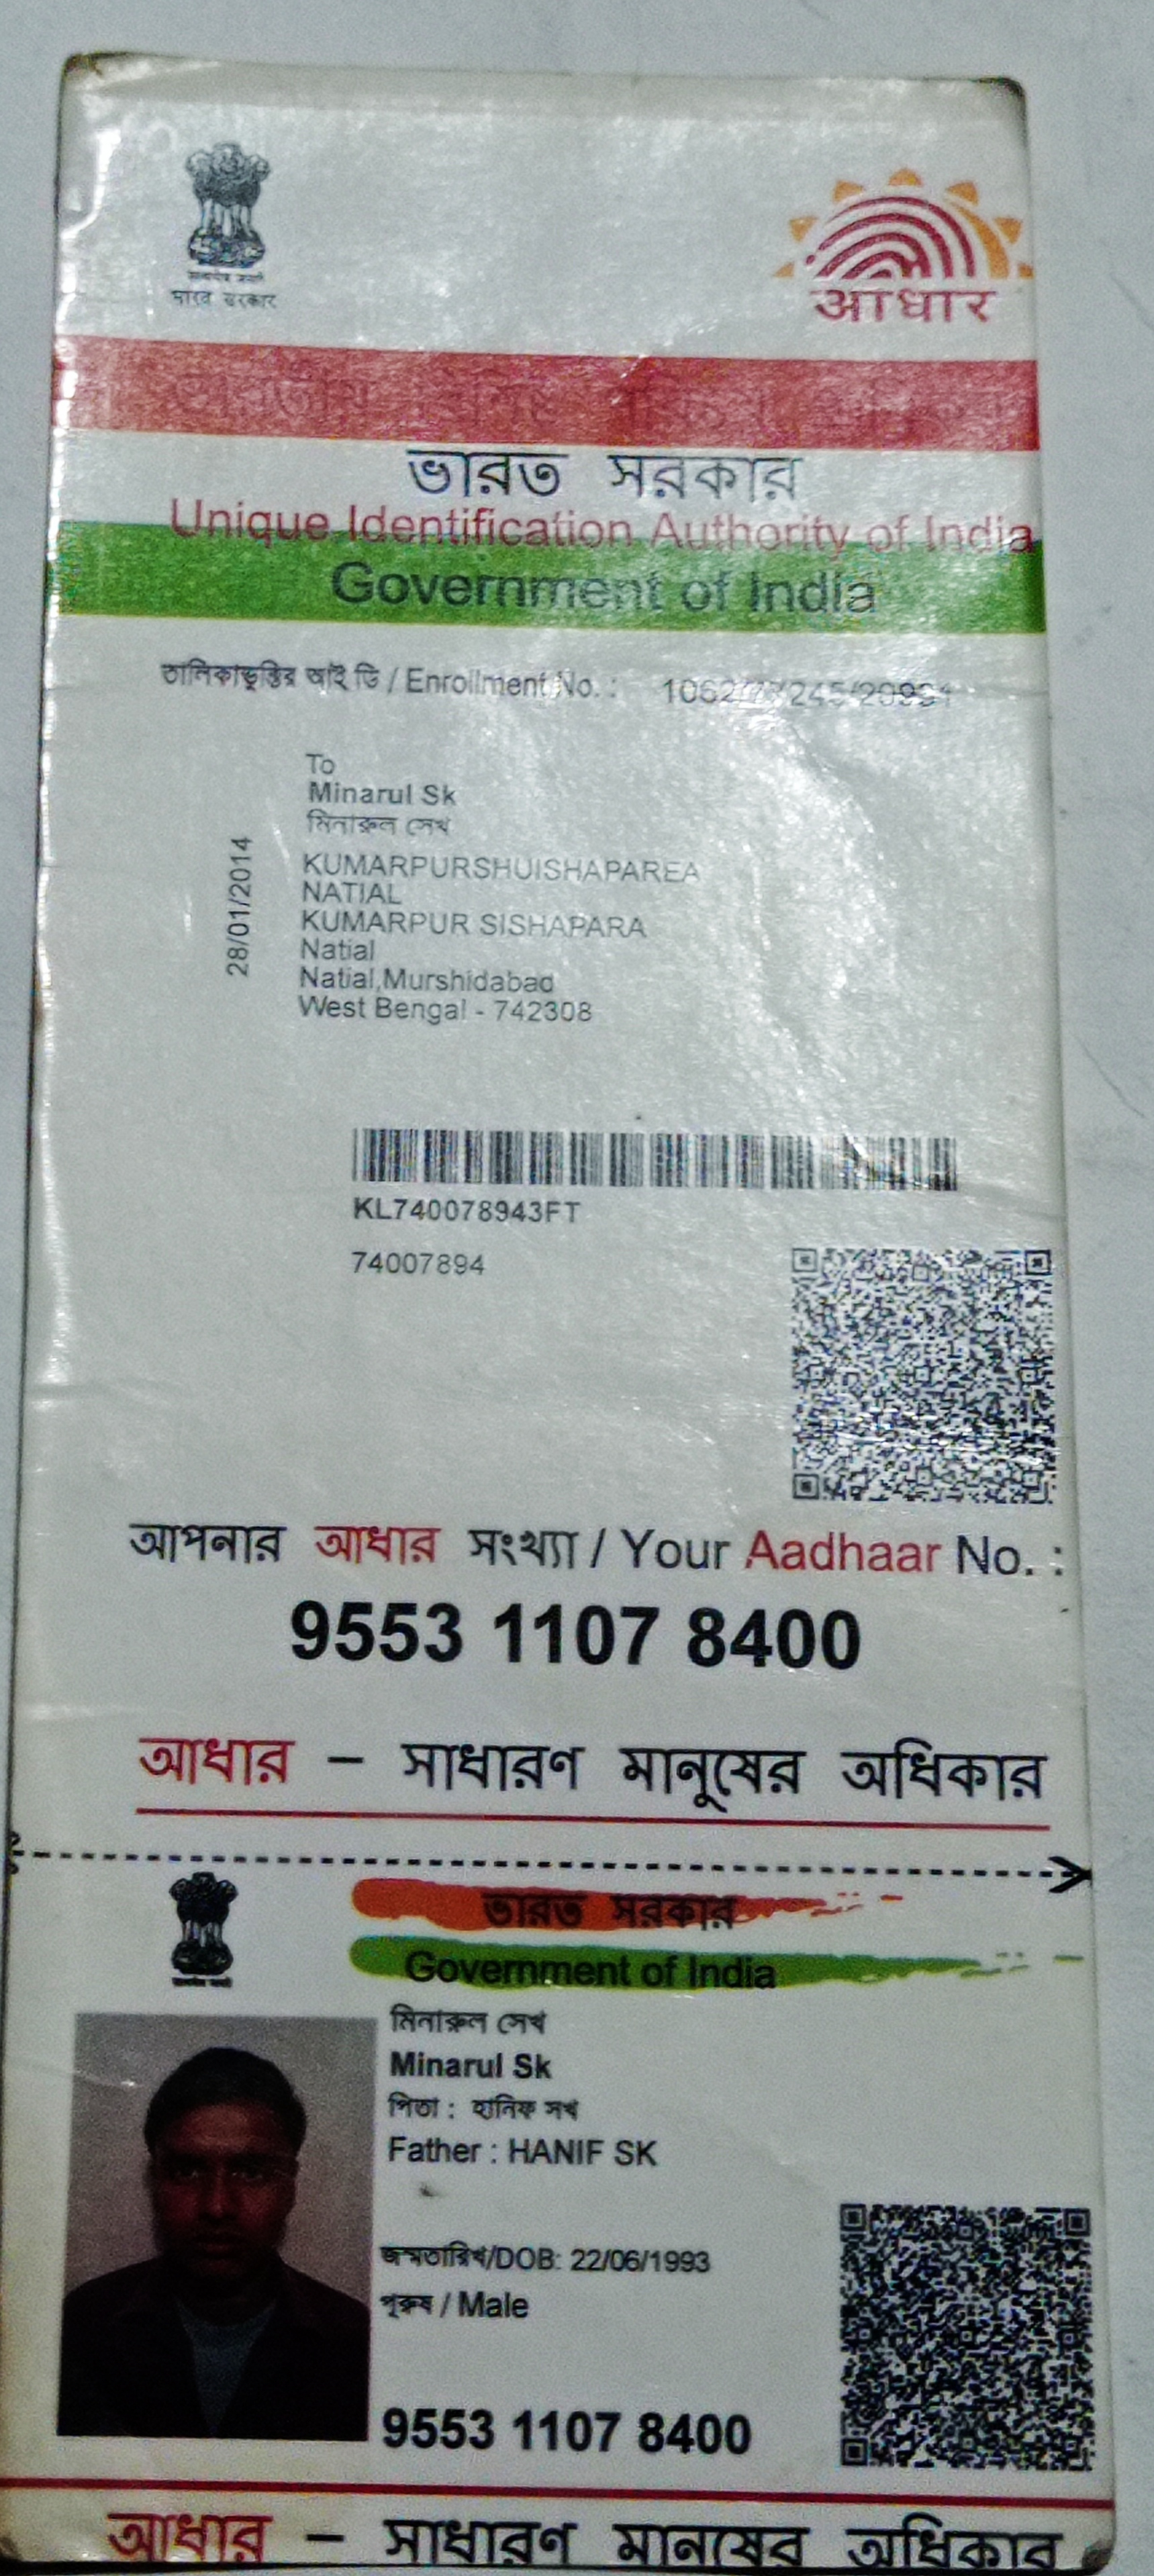 भारत सरकार
आधार
ভারত সরকার
Unique Identification Authority of India
Government of India
তালিকাভুক্তির আই ডি / Enrollment No. :
To
Minarul Sk
মিনারুল সেখ
KUMARPURSHUISHAPAREA
NATIAL
KUMARPUR SISHAPARA
Natial
Natial,Murshidabad
West Bengal - 742308
28/01/2014
KL740078943FT
74007894
আপনার আধার সংখ্যা / Your Aadhaar No. :
9553 1107 8400
আধার – সাধারণ মানুষের অধিকার
ভারত সরকার
Government of India
মিনারুল সেখ
Minarul Sk
পিতা : হানিফ সখ
Father : HANIF SK
জন্মতারিখ/DOB: 22/06/1993
পুরুষ / Male
9553 1107 8400
আধার – সাধারণ মানুষের অধিকার